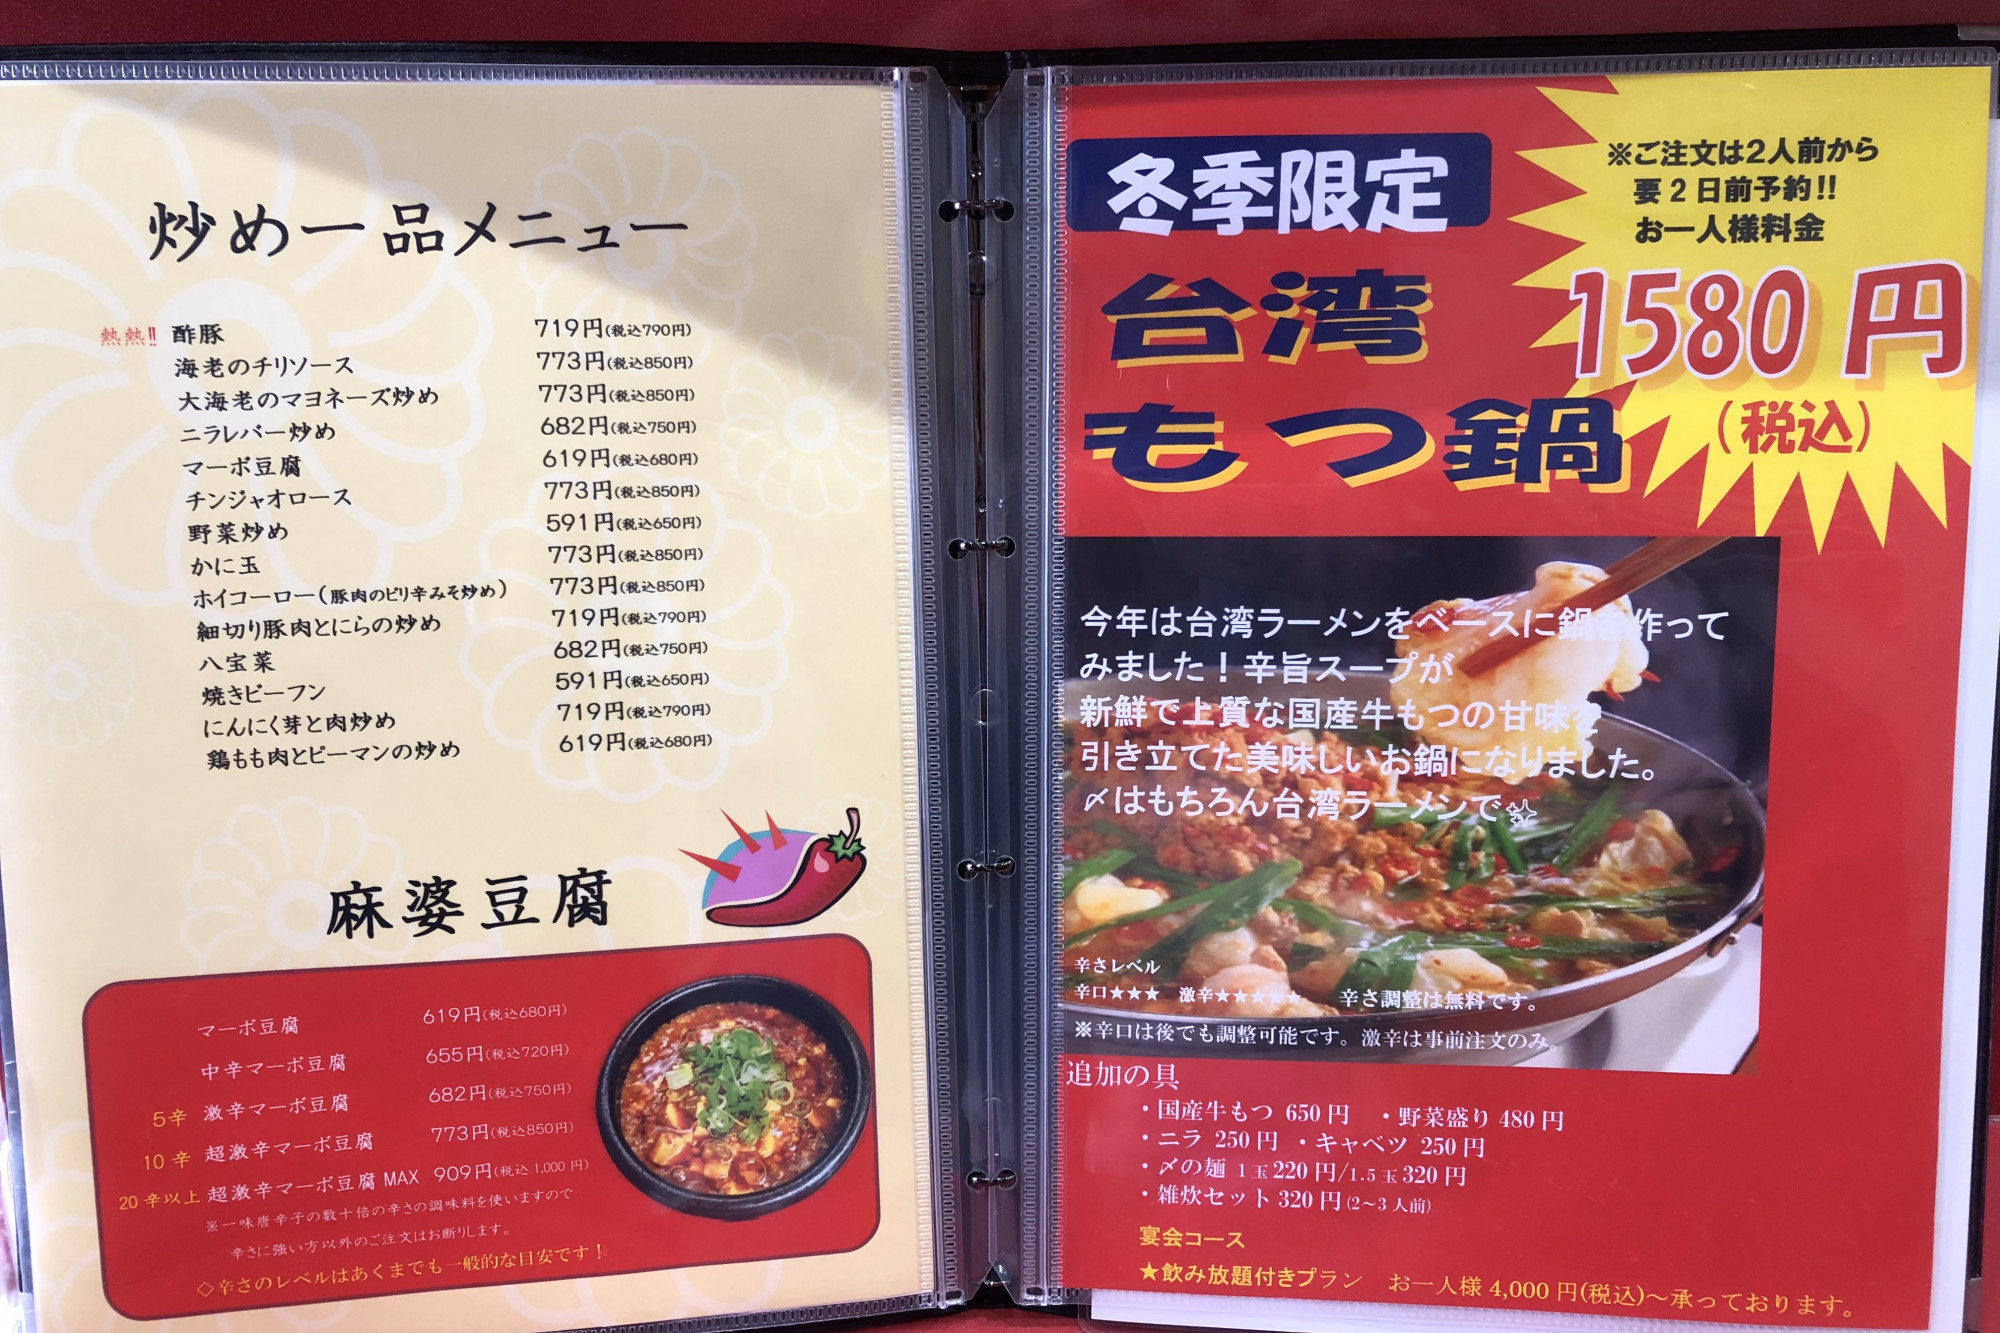 炒め一品メニュー
熱熱!! 酢豚 719円(税込790円)
海老のチリソース 773円(税込850円)
大海老のマヨネーズ炒め 773円(税込850円)
ニラレバー炒め 682円(税込750円)
マーボ豆腐 619円(税込680円)
チンジャオロース 773円(税込850円)
野菜炒め 591円(税込650円)
かに玉 773円(税込850円)
ホイコーロー(豚肉のピリ辛みそ炒め) 773円(税込850円)
細切り豚肉とにらの炒め 719円(税込790円)
八宝菜 682円(税込750円)
焼きビーフン 591円(税込650円)
にんにく芽と肉炒め 719円(税込790円)
鶏もも肉とピーマンの炒め 619円(税込680円)
麻婆豆腐
マーボ豆腐 619円(税込680円)
中辛マーボ豆腐 655円(税込720円)
5辛 激辛マーボ豆腐 682円(税込750円)
10辛 超激辛マーボ豆腐 773円(税込850円)
20辛以上 超激辛マーボ豆腐 MAX 909円(税込1,000円)
※一味唐辛子の数十倍の辛さの調味料を使いますので
辛さに強い方以外のご注文はお断りします。
◇辛さのレベルはあくまでも一般的な目安です!
冬季限定
台湾
もつ鍋
※ご注文は2人前から
要2日前予約!!
お一人様料金
1580円
(税込)
今年は台湾ラーメンをベースに鍋を作って
みました!辛旨スープが
新鮮で上質な国産牛もつの甘味を
引き立てた美味しいお鍋になりました。
〆はもちろん台湾ラーメンで✨
辛さレベル
辛口★★★ 激辛★★★★★ 辛さ調整は無料です。
※辛口は後でも調整可能です。激辛は事前注文のみ。
追加の具
・国産牛もつ 650円 ・野菜盛り 480円
・ニラ 250円 ・キャベツ 250円
・〆の麺 1玉220円/1.5玉320円
・雑炊セット 320円(2~3人前)
宴会コース
★飲み放題付きプラン お一人様4,000円(税込)~承っております。